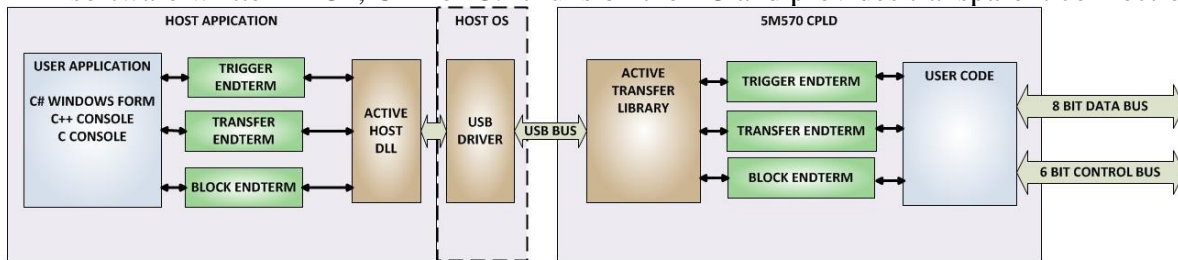 HOST APPICATION
HOST OS
5M570 CPLD
USER APPLICATION
C# WINDOWS FORM
C++ CONSOLE
C CONSOLE
TRIGGER
ENDTERM
TRANSFER
ENDTERM
BLOCK ENDTERM
ACTIVE
HOST
DLL
USB
DRIVER
USB BUS
ACTIVE
TRANSFER
LIBRARY
TRIGGER ENDTERM
TRANSFER ENDTERM
BLOCK ENDTERM
USER CODE
8 BIT DATA BUS
6 BIT CONTROL BUS